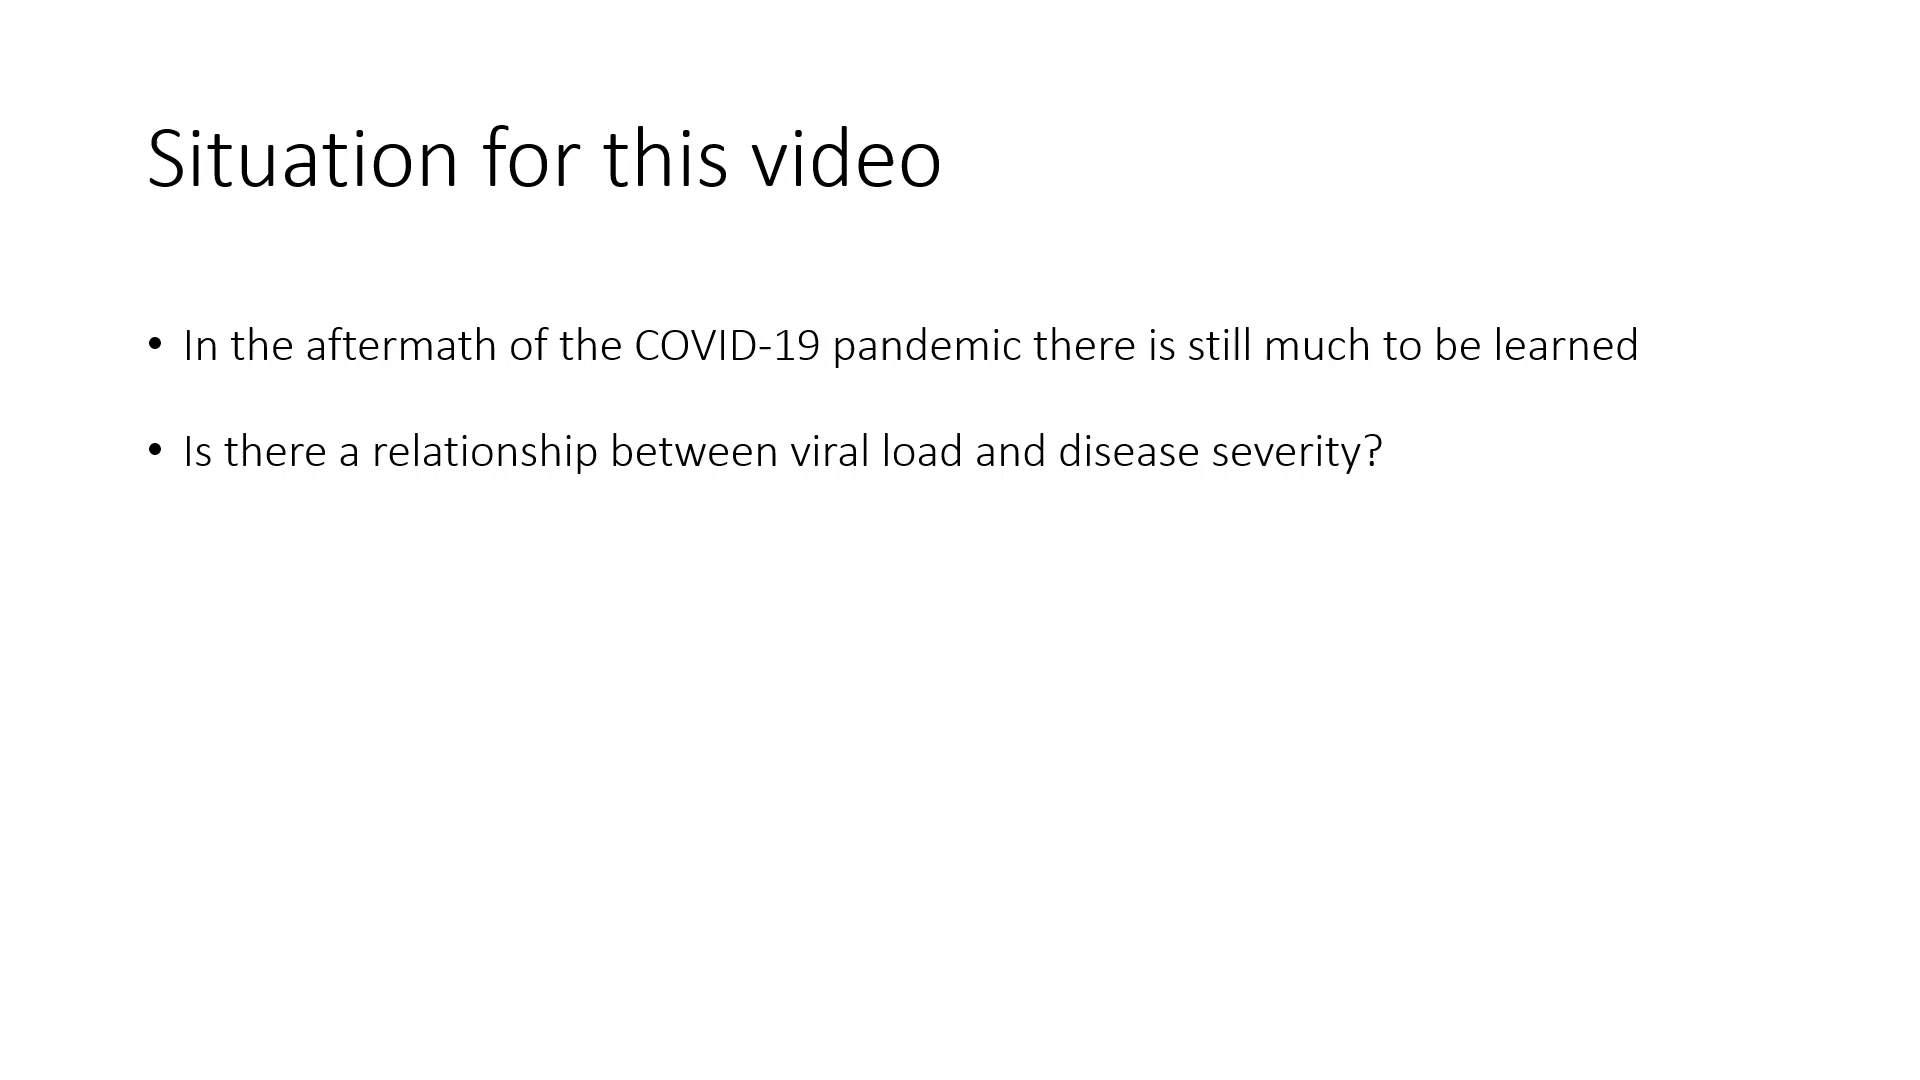 Situation for this video
• In the aftermath of the COVID-19 pandemic there is still much to be learned
• Is there a relationship between viral load and disease severity?